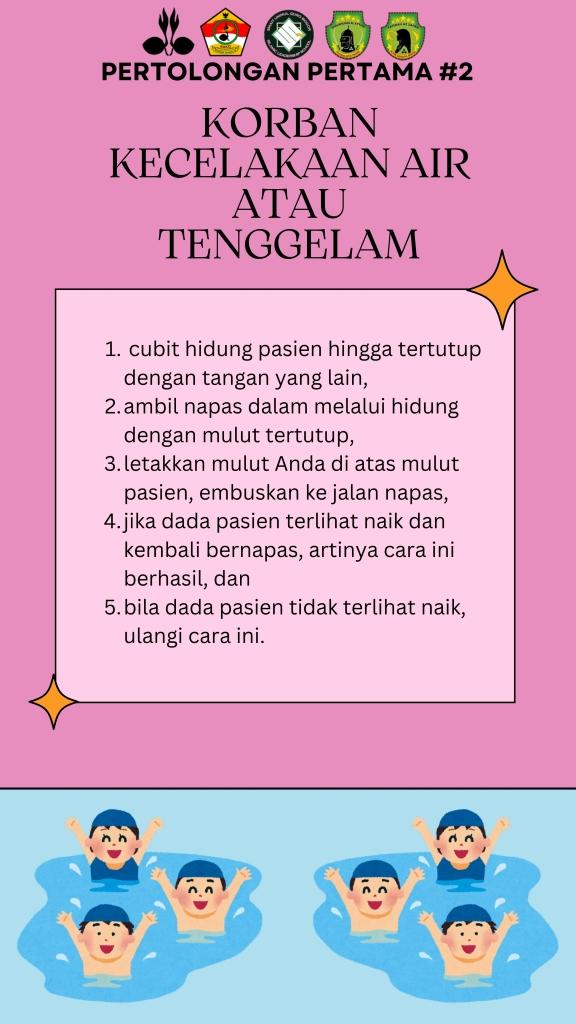 PERTOLONGAN PERTAMA #2
KORBAN
KECELAKAAN AIR
ATAU
TENGGELAM
1. cubit hidung pasien hingga tertutup
dengan tangan yang lain,
2. ambil napas dalam melalui hidung
dengan mulut tertutup,
3. letakkan mulut Anda di atas mulut
pasien, embuskan ke jalan napas,
4. jika dada pasien terlihat naik dan
kembali bernapas, artinya cara ini
berhasil, dan
5. bila dada pasien tidak terlihat naik,
ulangi cara ini.